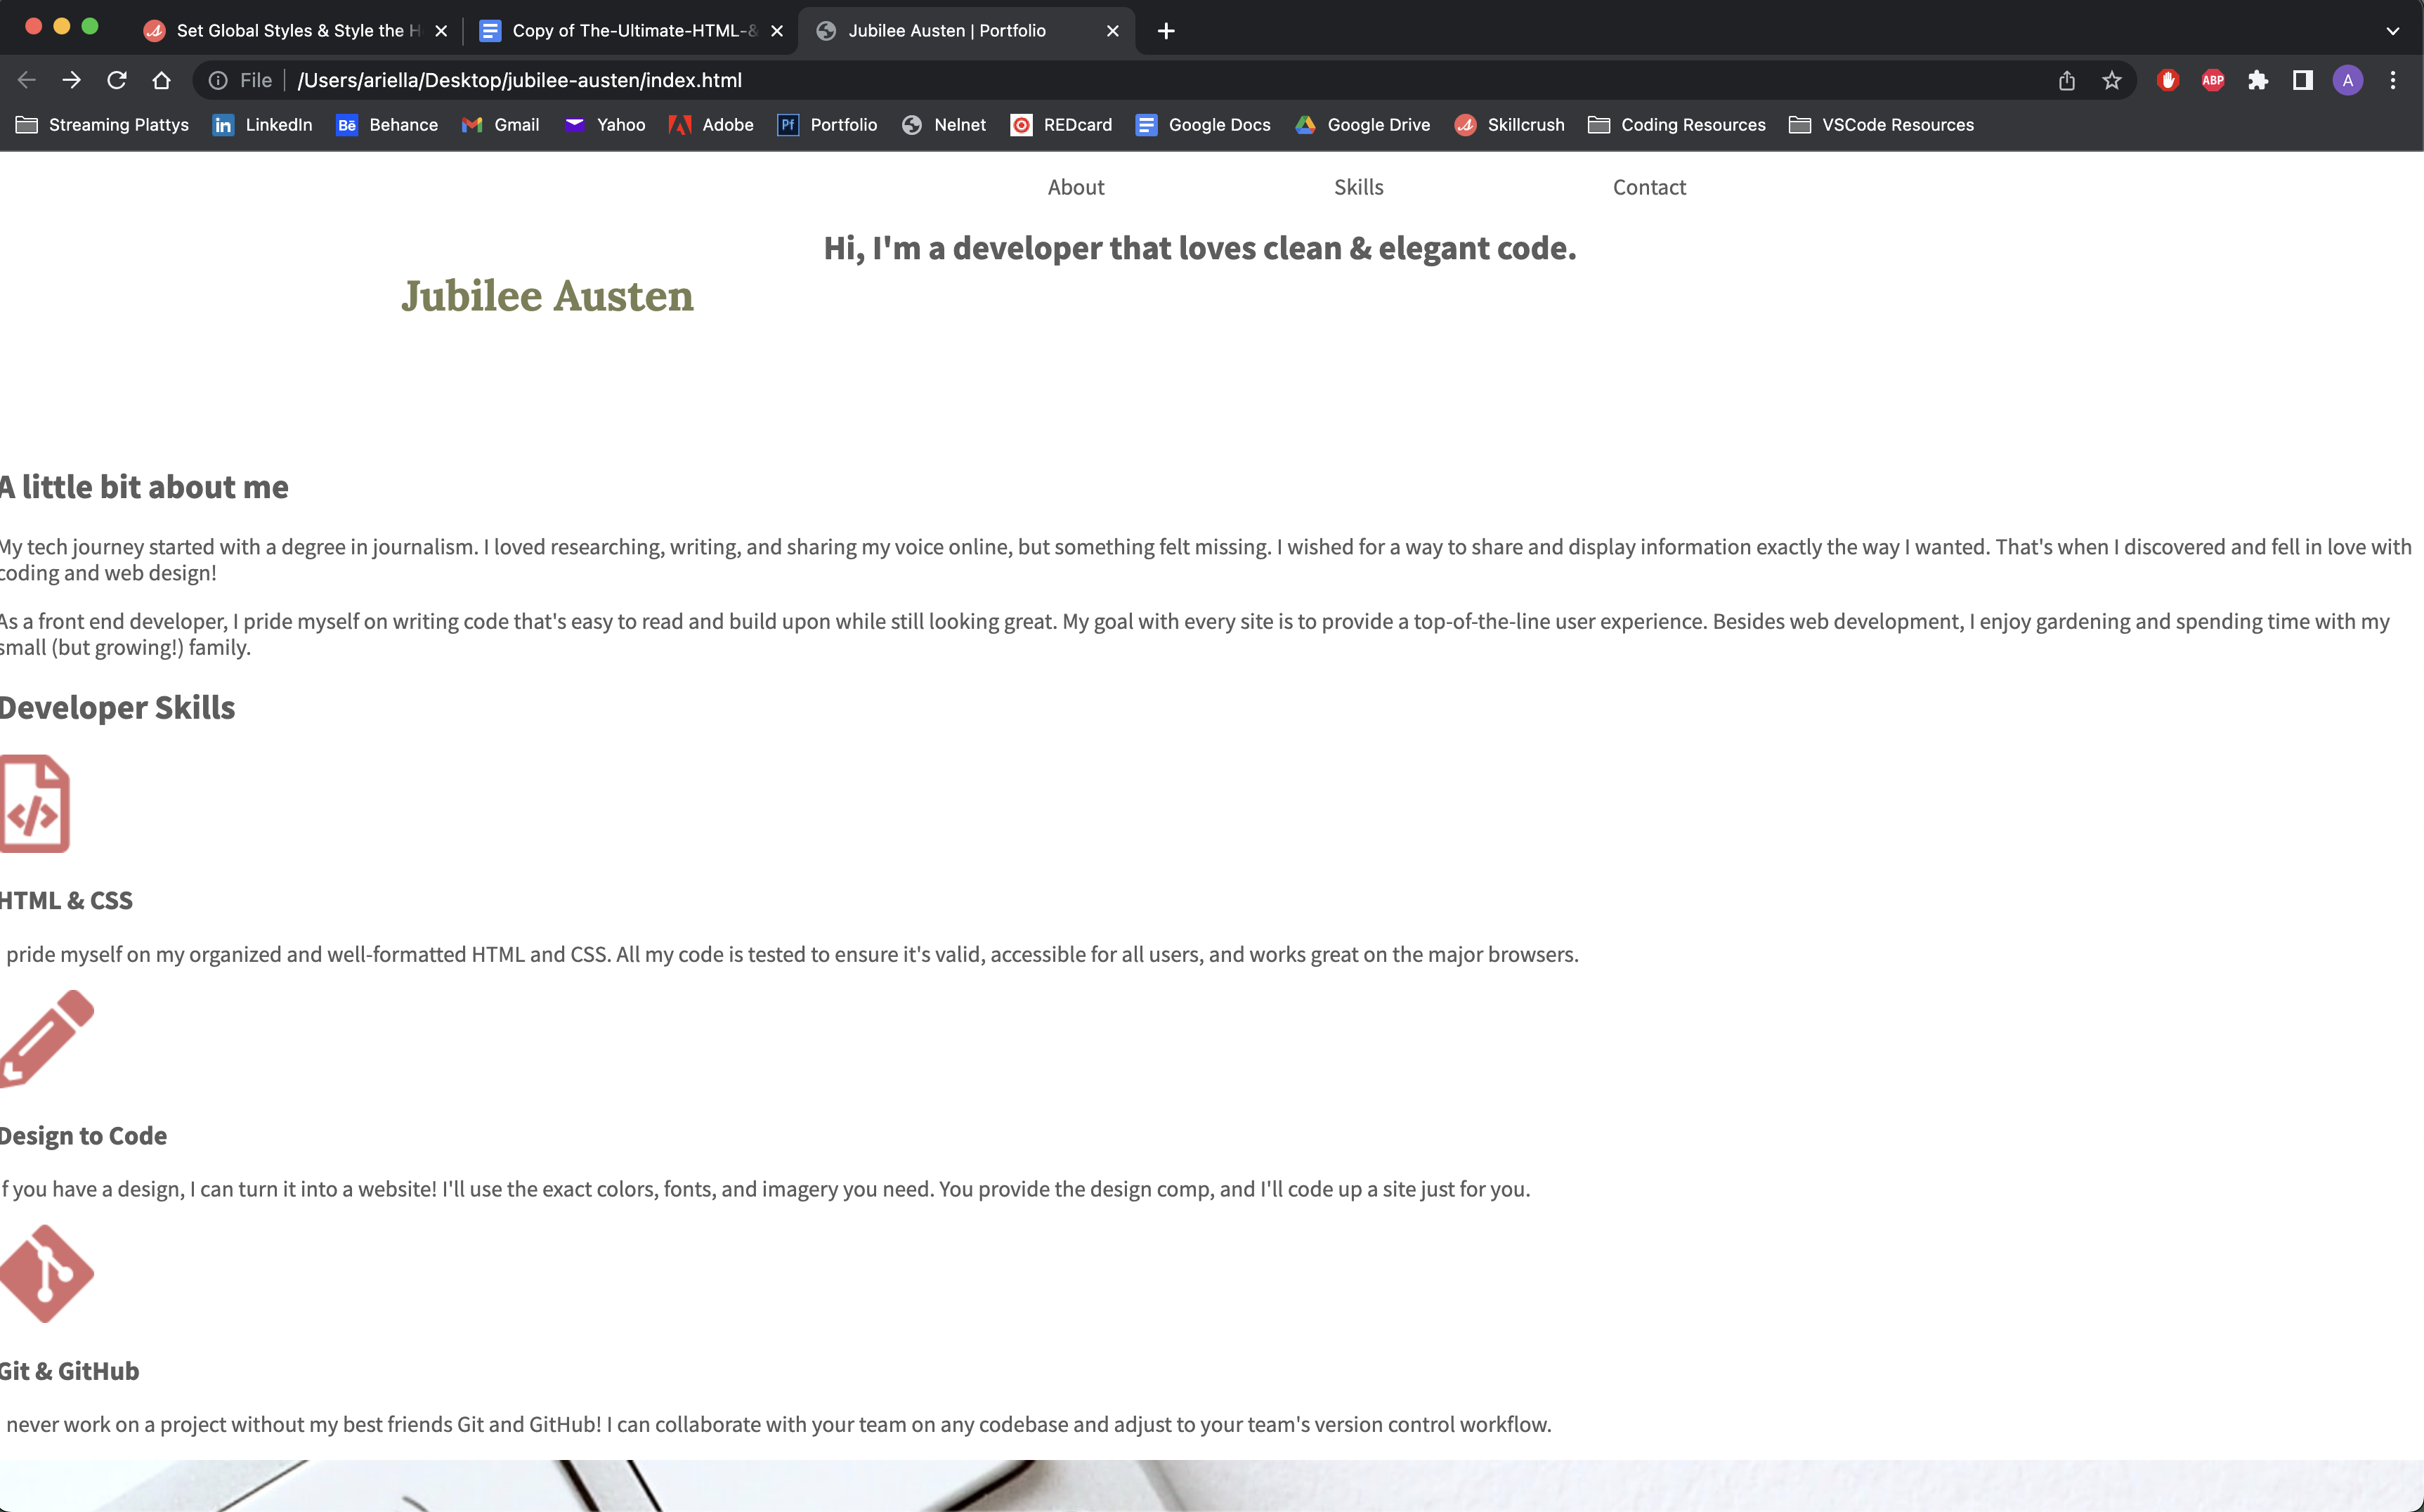 Set Global Styles & Style the H
Copy of The-Ultimate-HTML-&
Jubilee Austen | Portfolio
File
/Users/ariella/Desktop/jubilee-austen/index.html
ABP
A
Streaming Plattys
in LinkedIn
Bē Behance
Gmail
Yahoo
Adobe
Pf Portfolio
Nelnet
REDcard
Google Docs
Google Drive
Skillcrush
Coding Resources
VSCode Resources
About Skills Contact
Hi, I'm a developer that loves clean & elegant code.
Jubilee Austen
A little bit about me
My tech journey started with a degree in journalism. I loved researching, writing, and sharing my voice online, but something felt missing. I wished for a way to share and display information exactly the way I wanted. That's when I discovered and fell in love with
coding and web design!
As a front end developer, I pride myself on writing code that's easy to read and build upon while still looking great. My goal with every site is to provide a top-of-the-line user experience. Besides web development, I enjoy gardening and spending time with my
small (but growing!) family.
Developer Skills
</>
HTML & CSS
pride myself on my organized and well-formatted HTML and CSS. All my code is tested to ensure it's valid, accessible for all users, and works great on the major browsers.
Design to Code
If you have a design, I can turn it into a website! I'll use the exact colors, fonts, and imagery you need. You provide the design comp, and I'll code up a site just for you.
Git & GitHub
never work on a project without my best friends Git and GitHub! I can collaborate with your team on any codebase and adjust to your team's version control workflow.